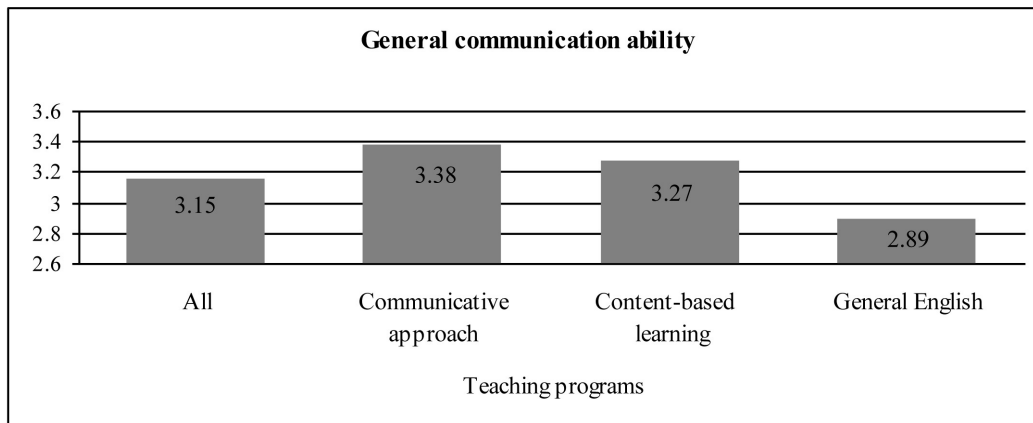 General communication ability
3.6
3.4
3.2
3
2.8
2.6
3.15
3.38
3.27
2.89
All
Communicative approach
Content-based learning
General English
Teaching programs